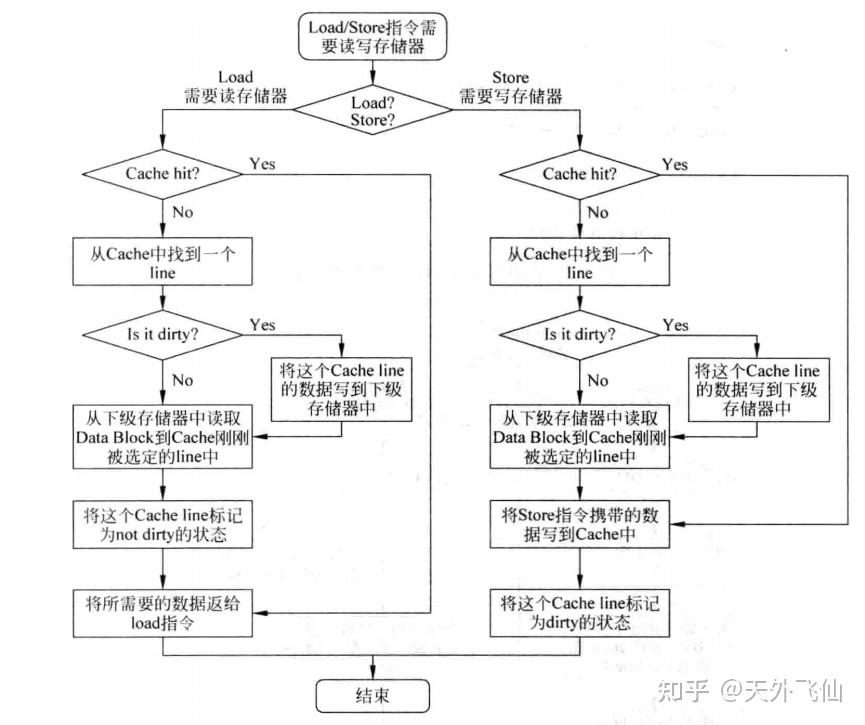 Load/Store指令需
要读写存储器
Load
需要读存储器
Load?
Store?
Store
需要写存储器
Cache hit?
Yes
No
从Cache中找到一个
line
Is it dirty?
Yes
No
将这个Cache line
的数据写到下级
存储器中
从下级存储器中读取
Data Block到Cache刚刚
被选定的line中
将这个Cache line标记
为not dirty的状态
将所需要的数据返给
load指令
Cache hit?
Yes
No
从Cache中找到一个
line
Is it dirty?
Yes
No
将这个Cache line
的数据写到下级
存储器中
从下级存储器中读取
Data Block到Cache刚刚
被选定的line中
将Store指令携带的数
据写到Cache中
将这个Cache line标记
为dirty的状态
结束
知乎 @天外飞仙